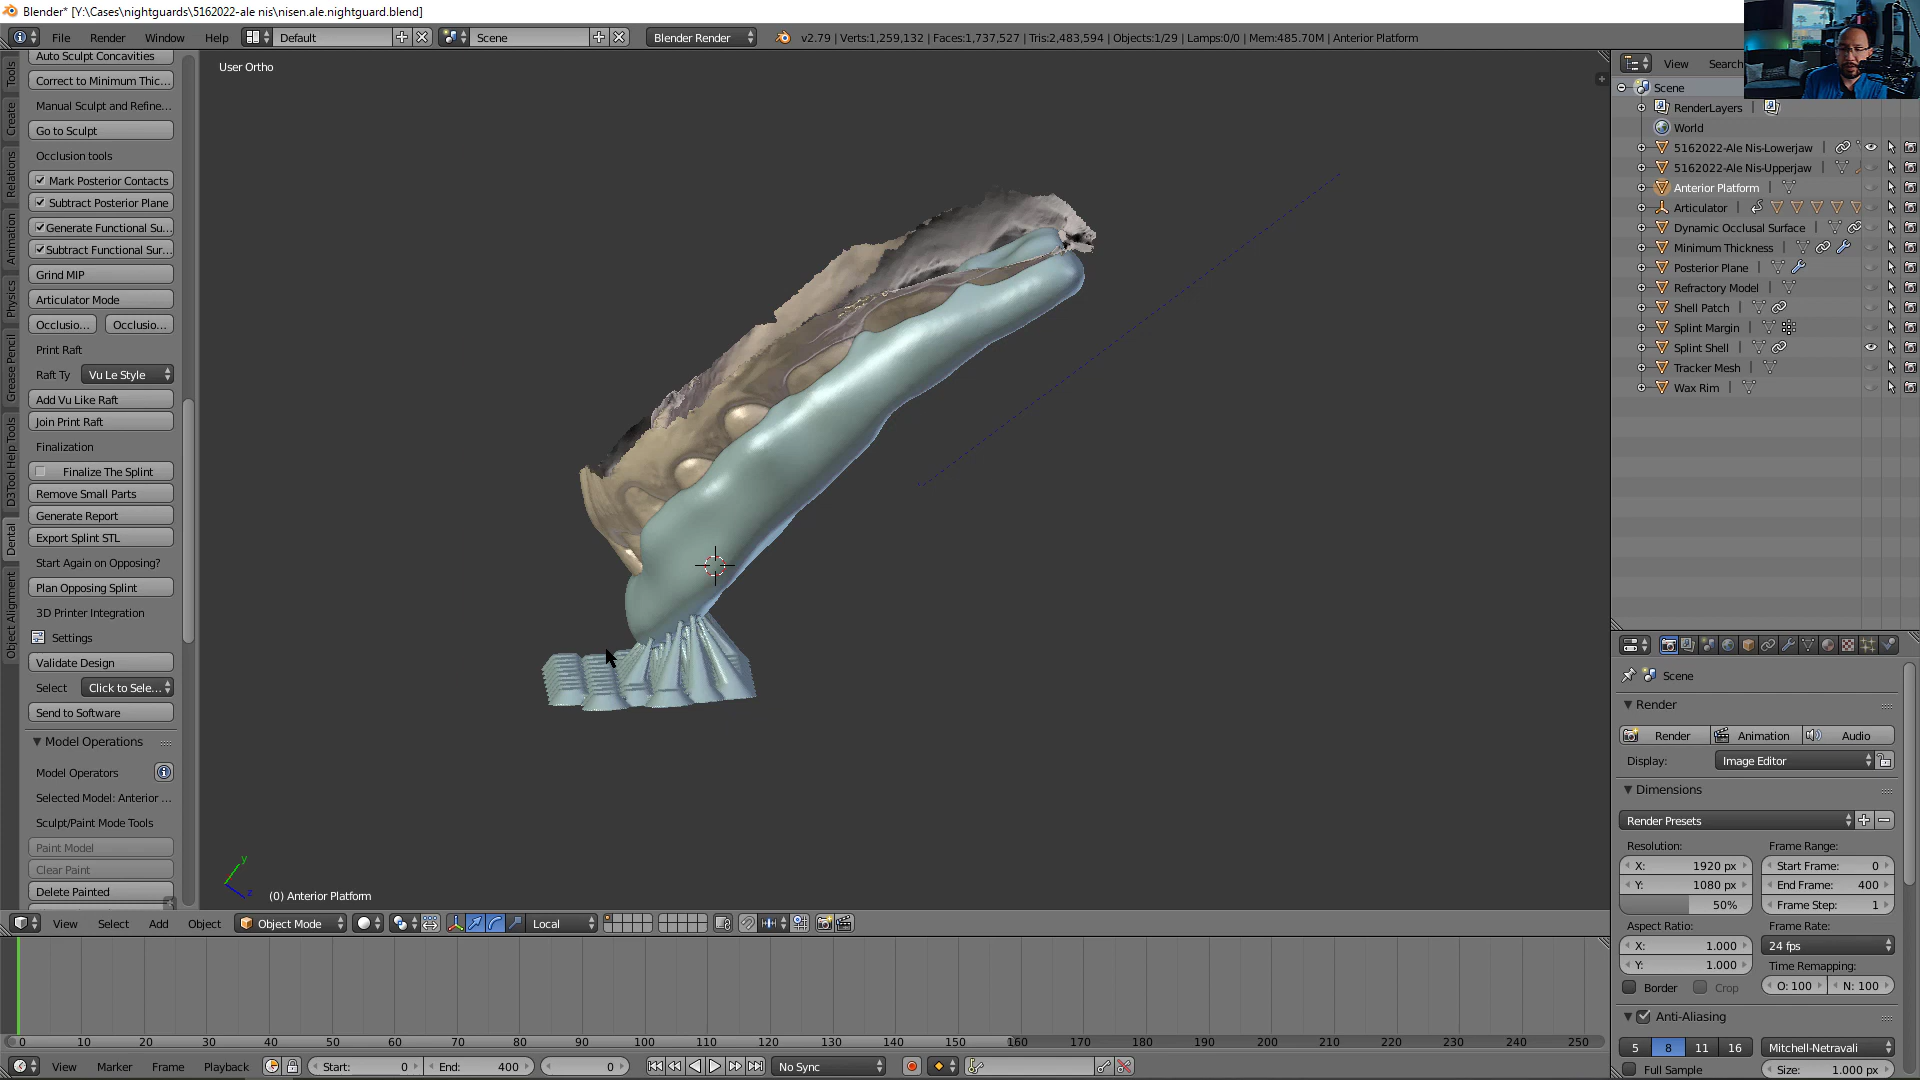 Blender* [Y:\Cases\nightguards\5162022-ale nis\nisen.ale.nightguard.blend]
File Render Window Help Default Scene Blender Render v2.79 | Verts:1,259,132 | Faces:1,737,527 | Tris:2,483,594 | Objects:1/29 | Lamps:0/0 | Mem:485.70M | Anterior Platform
User Ortho
Tools
Create
Relations
Animation
Physics
Grease Pencil
D3Tool Help Tools
Dental
Object Alignment
Auto Sculpt Concavities
Correct to Minimum Thic...
Manual Sculpt and Refine...
Go to Sculpt
Occlusion tools
Mark Posterior Contacts
Subtract Posterior Plane
Generate Functional Su...
Subtract Functional Sur...
Grind MIP
Articulator Mode
Occlusio... Occlusio...
Print Raft
Raft Ty Vu Le Style
Add Vu Like Raft
Join Print Raft
Finalization
Finalize The Splint
Remove Small Parts
Generate Report
Export Splint STL
Start Again on Opposing?
Plan Opposing Splint
3D Printer Integration
Settings
Validate Design
Select Click to Sele...
Send to Software
Model Operations
Model Operators
Selected Model: Anterior ...
Sculpt/Paint Mode Tools
Paint Model
Clear Paint
Delete Painted
y
z
(0) Anterior Platform
View Select Add Object Object Mode Local
0 10 20 30 40 50 60 70 80 90 100 110 120 130 140 150 160 170 180 190 200 210 220 230 240 250
View Marker Frame Playback Start: 0 End: 400 0 No Sync
View Search
Scene
RenderLayers
World
5162022-Ale Nis-Lowerjaw
5162022-Ale Nis-Upperjaw
Anterior Platform
Articulator
Dynamic Occlusal Surface
Minimum Thickness
Posterior Plane
Refractory Model
Shell Patch
Splint Margin
Splint Shell
Tracker Mesh
Wax Rim
Scene
Render
Render Animation Audio
Display: Image Editor
Dimensions
Render Presets
Resolution: Frame Range:
X: 1920 px Start Frame: 0
Y: 1080 px End Frame: 400
50% Frame Step: 1
Aspect Ratio: Frame Rate:
X: 1.000 24 fps
Y: 1.000 Time Remapping:
Border Crop O: 100 N: 100
Anti-Aliasing
5 8 11 16 Mitchell-Netravali
Full Sample Size: 1.000 px